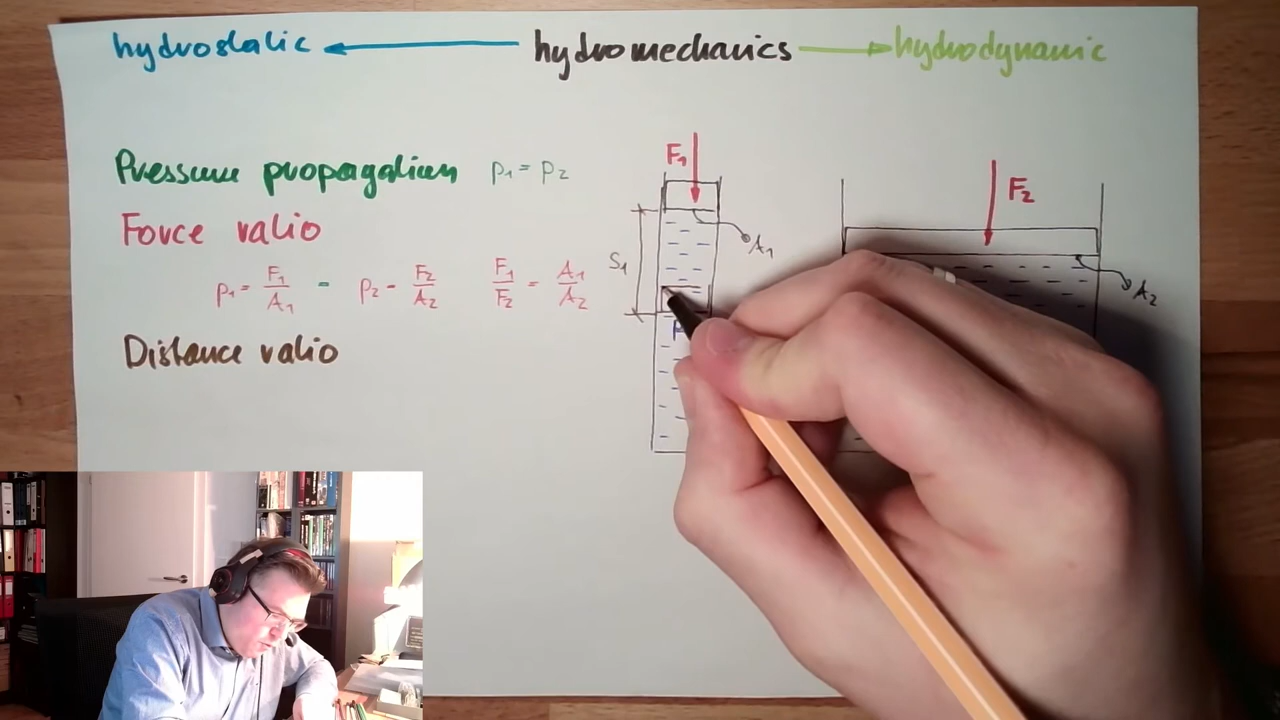 hydrostatic hydromechanics hydrodynamic
Pressure propagation p₁ = p₂
Force ratio
p₁ = F₁/A₁ = p₂ = F₂/A₂ F₁/F₂ = A₁/A₂
Distance ratio
F₁
A₁
S₁
F₂
A₂